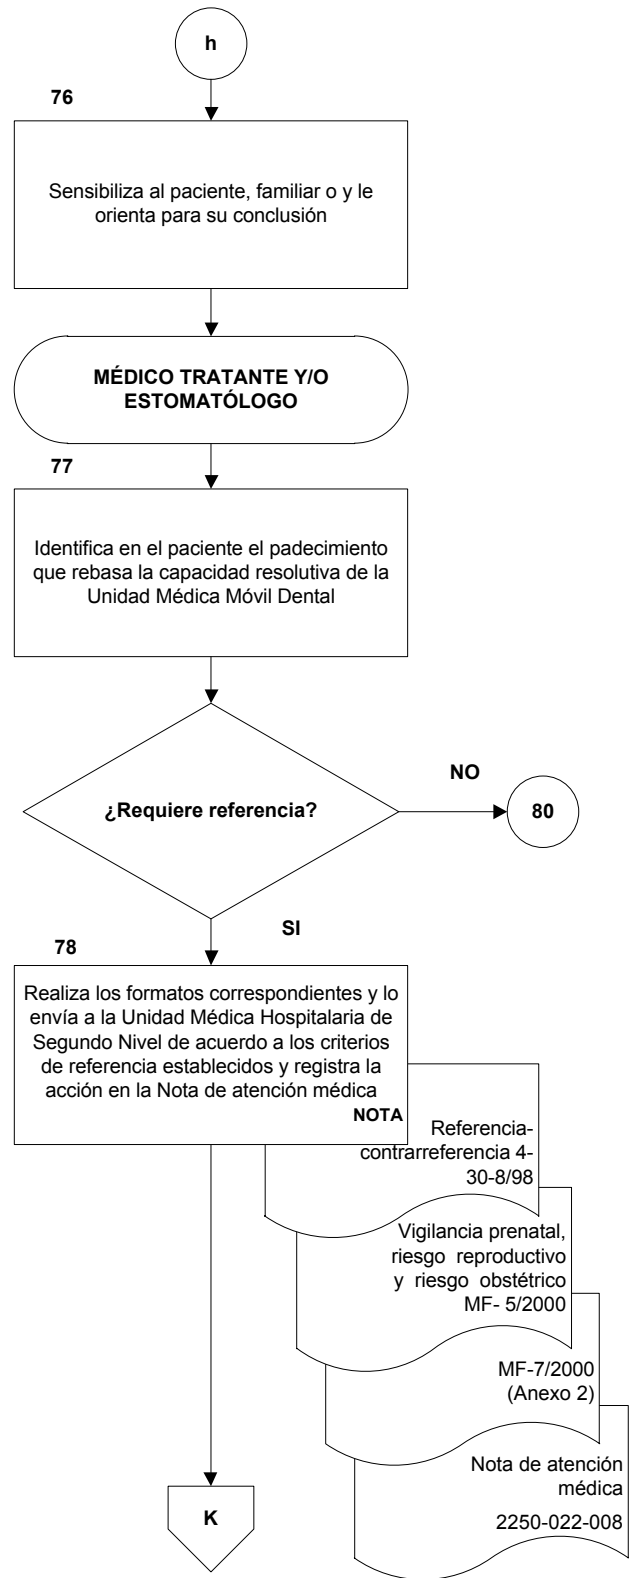 h
76
Sensibiliza al paciente, familiar o y le
orienta para su conclusión
MÉDICO TRATANTE Y/O
ESTOMATÓLOGO
77
Identifica en el paciente el padecimiento
que rebasa la capacidad resolutiva de la
Unidad Médica Móvil Dental
¿Requiere referencia?
NO
80
SI
78
Realiza los formatos correspondientes y lo
envía a la Unidad Médica Hospitalaria de
Segundo Nivel de acuerdo a los criterios
de referencia establecidos y registra la
acción en la Nota de atención médica
NOTA
Referencia-
contrarreferencia 4-
30-8/98
Vigilancia prenatal,
riesgo reproductivo
y riesgo obstétrico
MF- 5/2000
MF-7/2000
(Anexo 2)
Nota de atención
médica
2250-022-008
K